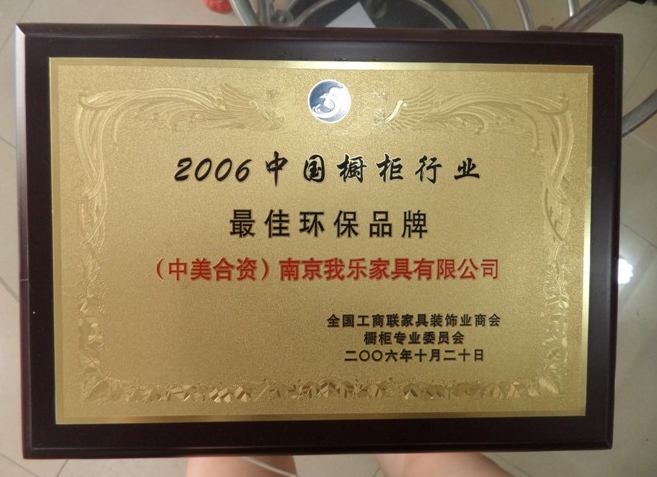 2006中国橱柜行业
最佳环保品牌
（中美合资）南京我乐家具有限公司
全国工商联家具装饰业商会
橱柜专业委员会
二〇〇六年十月二十日